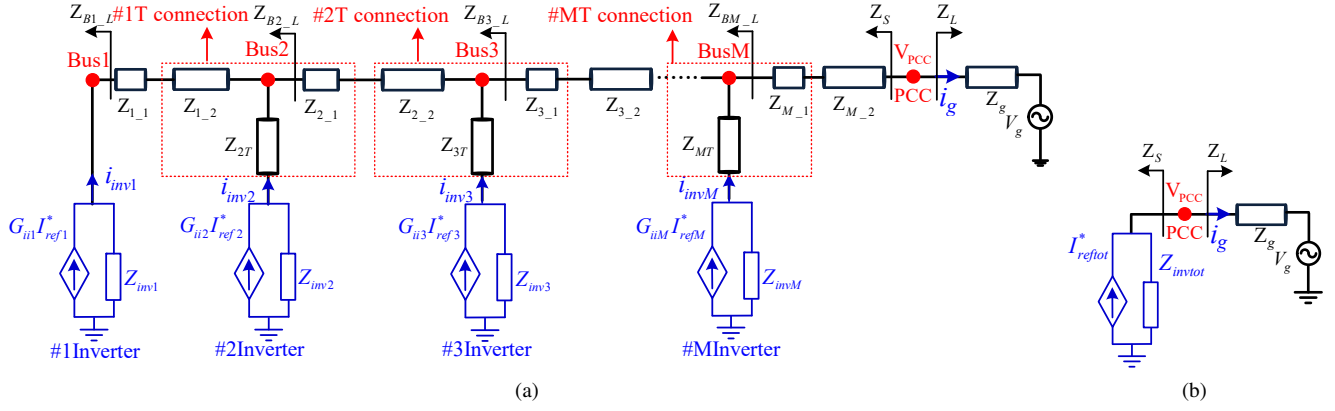 #1T connection
#2T connection
#MT connection
Z_{B1_L}
Z_{B2_L}
Z_{B3_L}
Z_{BM_L}
Z_S
Z_L
Bus1
Bus2
Bus3
BusM
V_{PCC}
PCC
i_g
Z_g
V_g
Z_{1_1}
Z_{1_2}
Z_{2_1}
Z_{2_2}
Z_{3_1}
Z_{3_2}
Z_{M_1}
Z_{M_2}
Z_{2T}
Z_{3T}
Z_{MT}
i_{inv1}
i_{inv2}
i_{inv3}
i_{invM}
G_{ii1}I^*_{ref1}
G_{ii2}I^*_{ref2}
G_{ii3}I^*_{ref3}
G_{iiM}I^*_{refM}
Z_{inv1}
Z_{inv2}
Z_{inv3}
Z_{invM}
#1Inverter
#2Inverter
#3Inverter
#MInverter
(a)
Z_S
Z_L
V_{PCC}
PCC
i_g
Z_g
V_g
I^*_{reftot}
Z_{invtot}
(b)